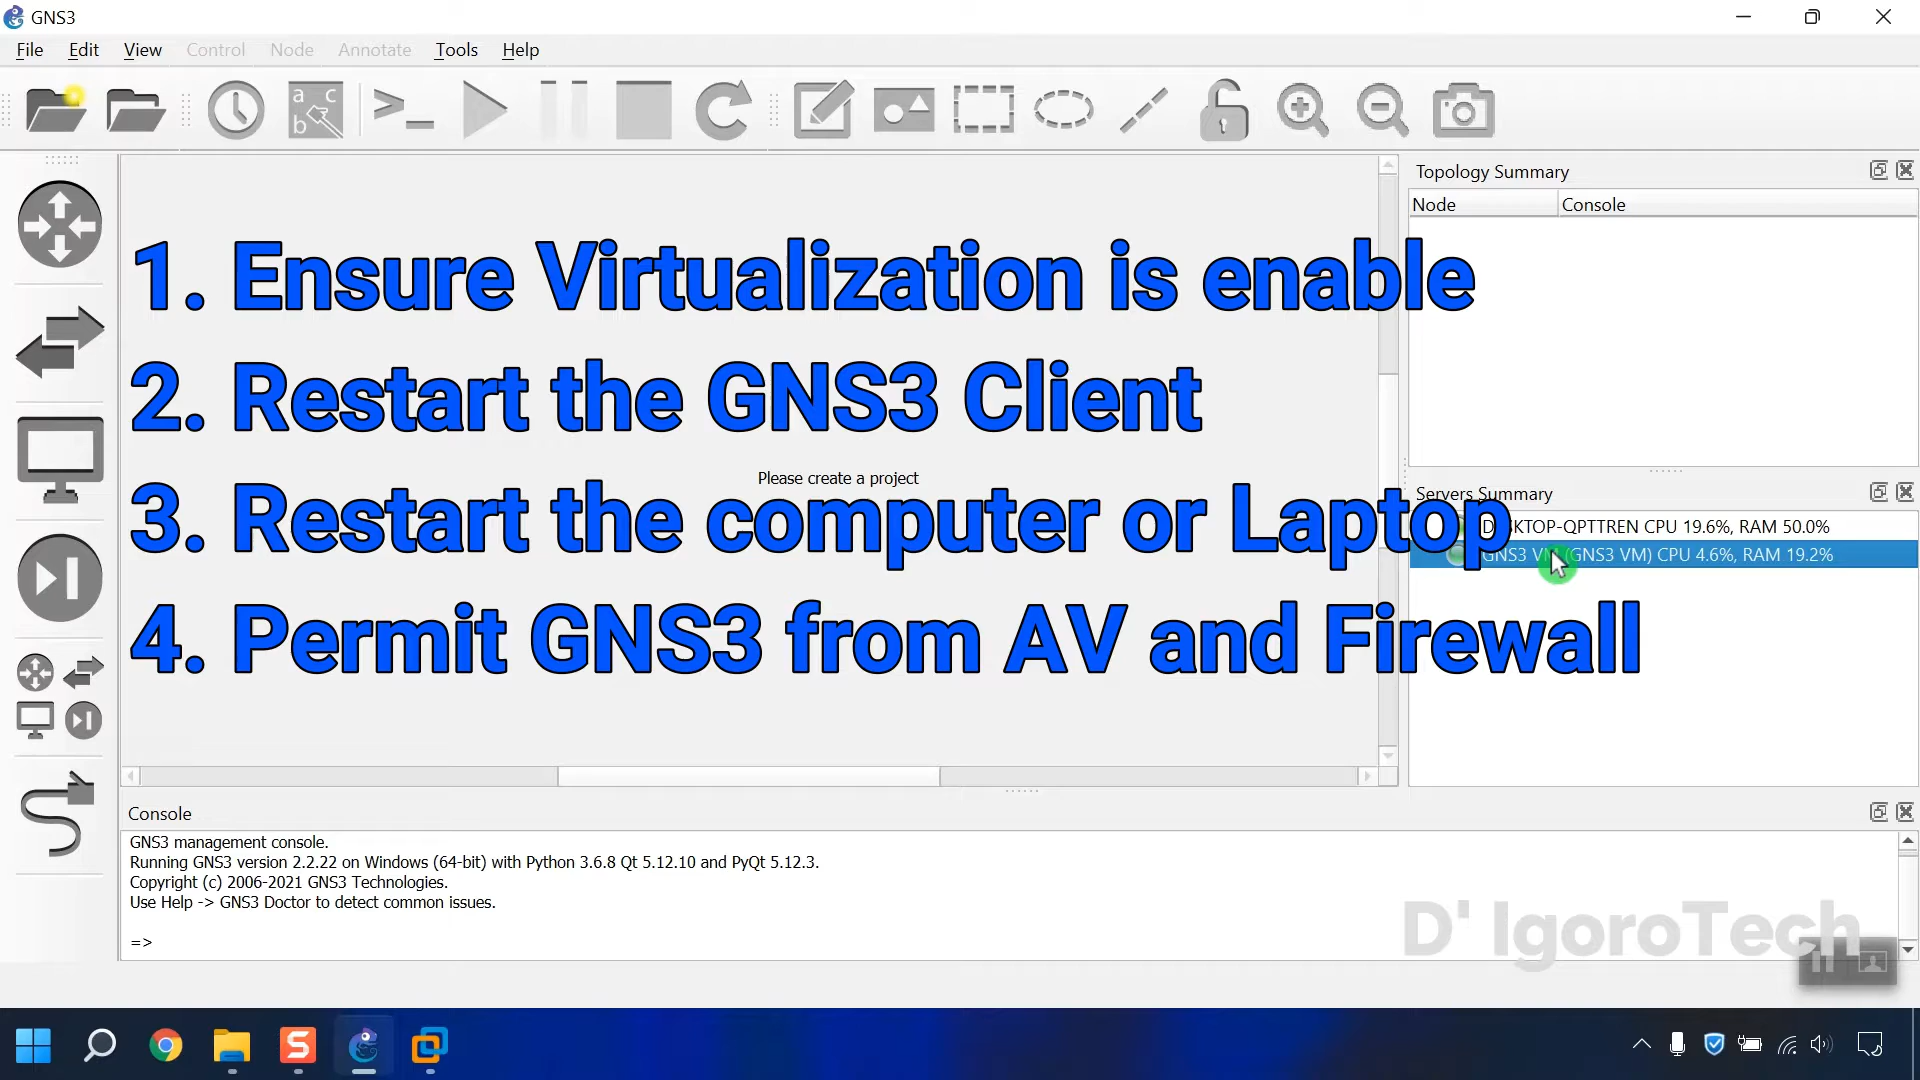 GNS3
File Edit View Control Node Annotate Tools Help
a c
b
Topology Summary
Node Console
1. Ensure Virtualization is enable
2. Restart the GNS3 Client
Please create a project
Servers Summary
3. Restart the computer or Laptop
DESKTOP-QPTTREN CPU 19.6%, RAM 50.0%
GNS3 VM (GNS3 VM) CPU 4.6%, RAM 19.2%
4. Permit GNS3 from AV and Firewall
Console
GNS3 management console.
Running GNS3 version 2.2.22 on Windows (64-bit) with Python 3.6.8 Qt 5.12.10 and PyQt 5.12.3.
Copyright (c) 2006-2021 GNS3 Technologies.
Use Help -> GNS3 Doctor to detect common issues.
=>
D' IgoroTech